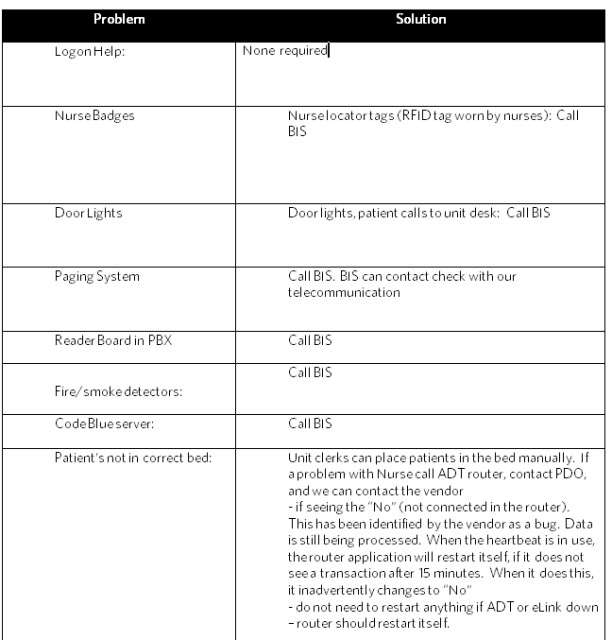 Problem Solution
Logon Help: None required
Nurse Badges Nurse locator tags (RFID tag worn by nurses): Call
BIS
Door Lights Door lights, patient calls to unit desk: Call BIS
Paging System Call BIS. BIS can contact check with our
telecommunication
Reader Board in PBX Call BIS
Call BIS
Fire/smoke detectors:
Code Blue server: Call BIS
Patient's not in correct bed: Unit clerks can place patients in the bed manually. If
a problem with Nurse call ADT router, contact PDO,
and we can contact the vendor
- if seeing the "No" (not connected in the router).
This has been identified by the vendor as a bug. Data
is still being processed. When the heartbeat is in use,
the router application will restart itself, if it does not
see a transaction after 15 minutes. When it does this,
it inadvertently changes to "No"
- do not need to restart anything if ADT or eLink down
– router should restart itself.